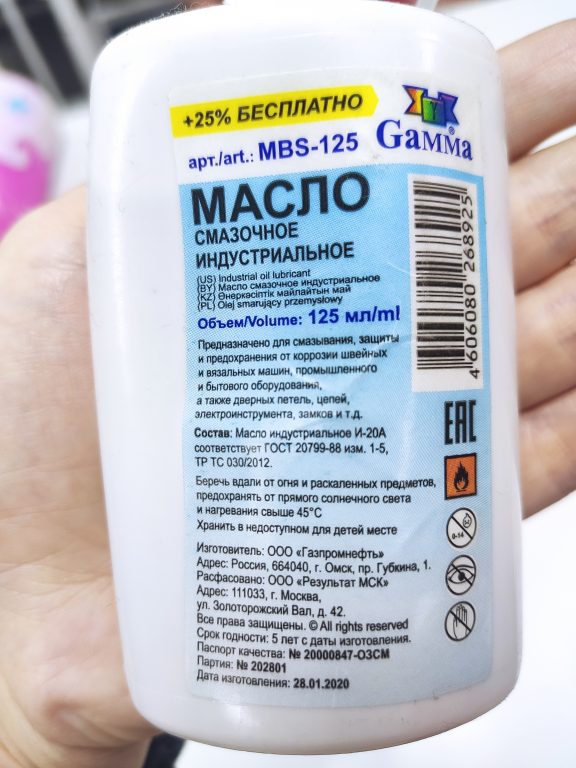 +25% БЕСПЛАТНО
GAMMA®
арт./art.: MBS-125
МАСЛО
СМАЗОЧНОЕ
ИНДУСТРИАЛЬНОЕ
(US) Industrial oil lubricant
(BY) Масло смазочное индустриальное
(KZ) Өнеркәсіптік майлайтын май
(PL) Olej smarujący przemysłowy
Объем/Volume: 125 мл/ml
4606080268925
Предназначено для смазывания, защиты
и предохранения от коррозии швейных
и вязальных машин, промышленного
и бытового оборудования,
а также дверных петель, цепей,
электроинструмента, замков и т.д.
Состав: Масло индустриальное И-20А
соответствует ГОСТ 20799-88 изм. 1-5,
ТР ТС 030/2012.
EAC
Беречь вдали от огня и раскаленных предметов,
предохранять от прямого солнечного света
и нагревания свыше 45°С
Хранить в недоступном для детей месте
0-14
Изготовитель: ООО «Газпромнефть»
Адрес: Россия, 664040, г. Омск, пр. Губкина, 1.
Расфасовано: ООО «Результат МСК»
Адрес: 111033, г. Москва,
ул. Золоторожский Вал, д. 42.
Все права защищены. © All rights reserved
Срок годности: 5 лет с даты изготовления.
Паспорт качества: № 20000847-ОЗСМ
Партия: № 202801
Дата изготовления: 28.01.2020